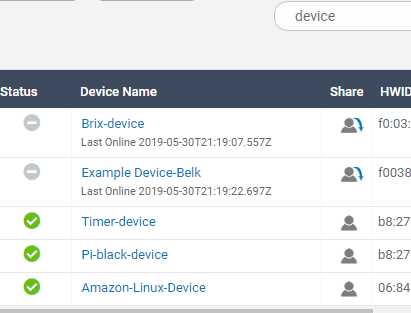 device
Status Device Name Share HWID
Brix-device f0:03:
Last Online 2019-05-30T21:19:07.557Z
Example Device-Belk f0038
Last Online 2019-05-30T21:19:22.697Z
Timer-device b8:27
Pi-black-device b8:27
Amazon-Linux-Device 06:84